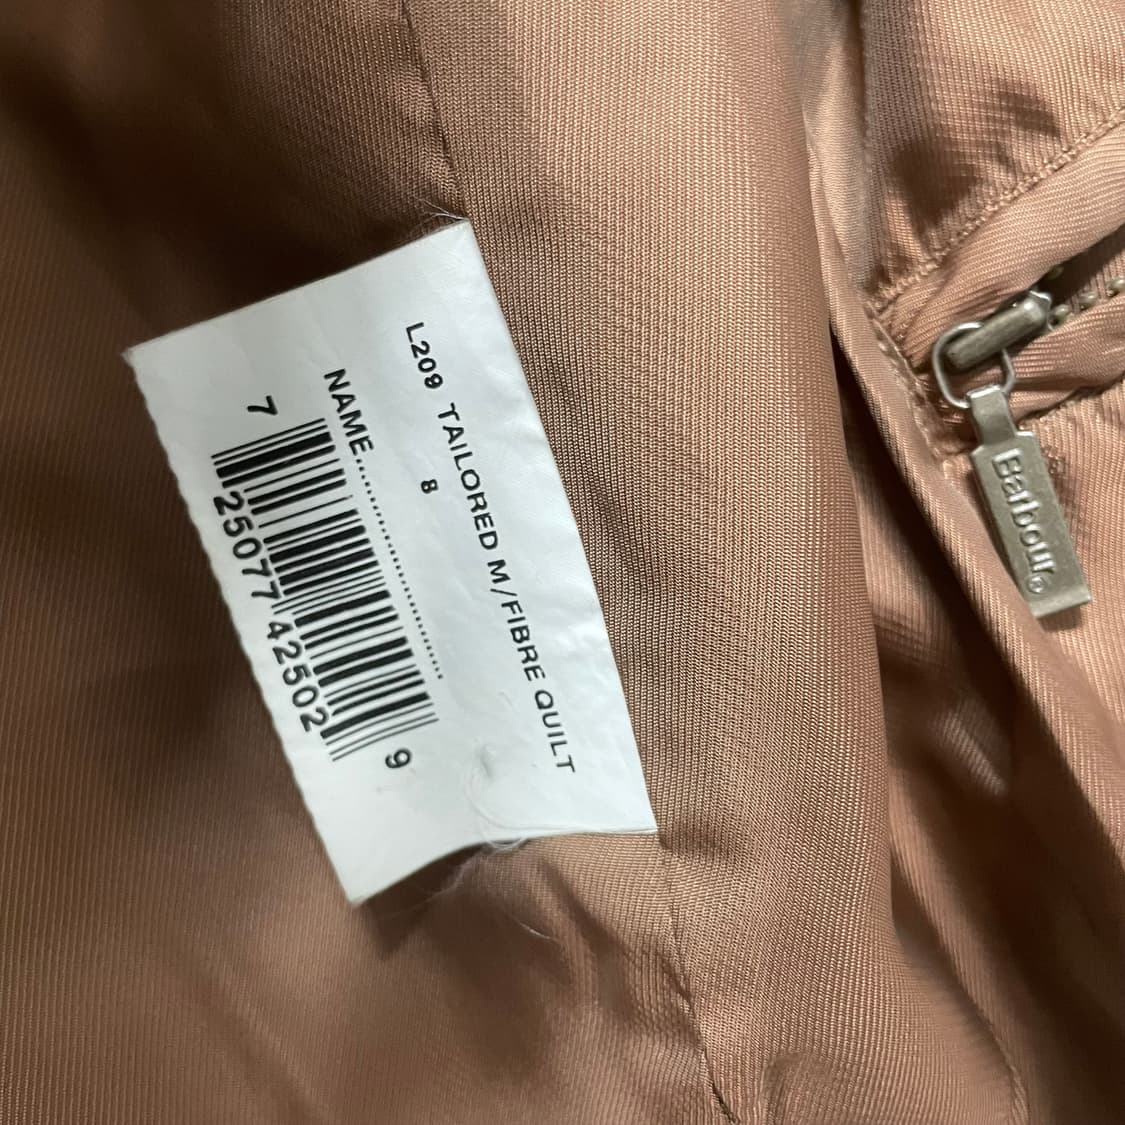 L209 TAILORED M/FIBRE QUILT
8
NAME..............................
7 25077 42502 9
Barbour®